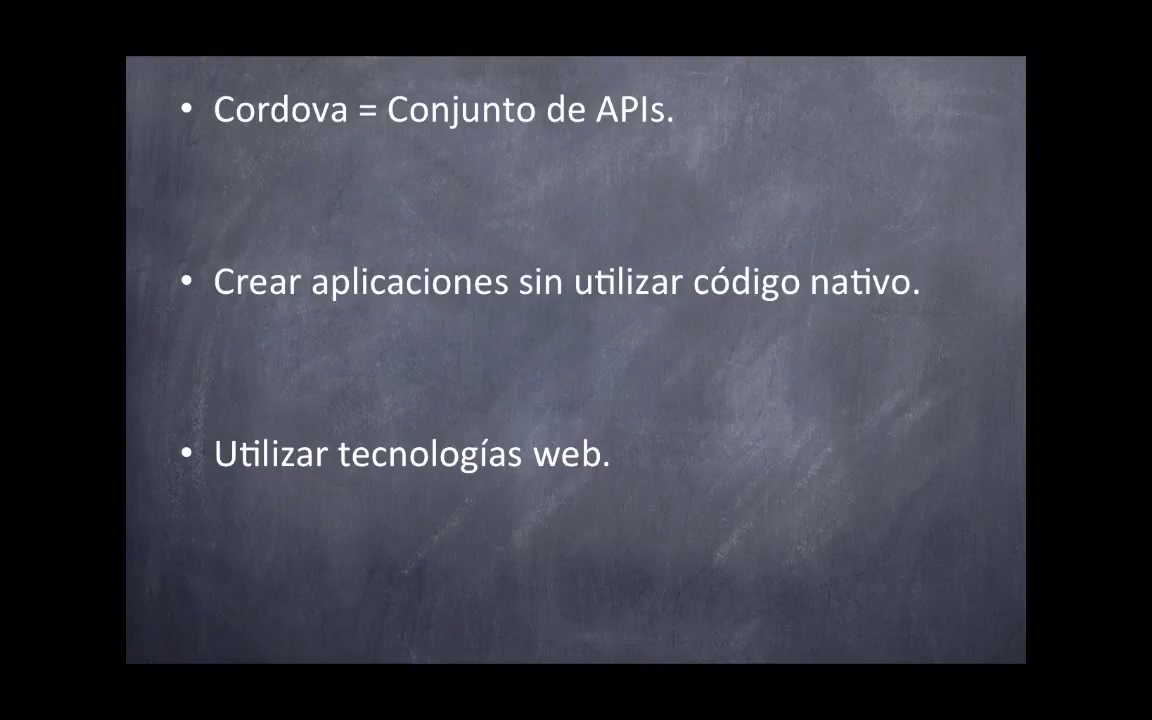 • Cordova = Conjunto de APIs.
• Crear aplicaciones sin utilizar código nativo.
• Utilizar tecnologías web.